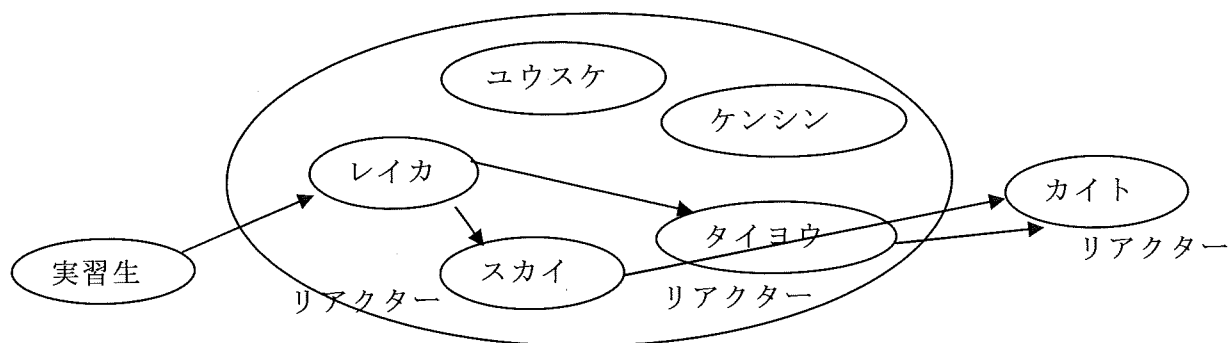 ユウスケ
ケンシン
レイカ
カイト
タイヨウ
リアクター
実習生
スカイ
リアクター
リアクター